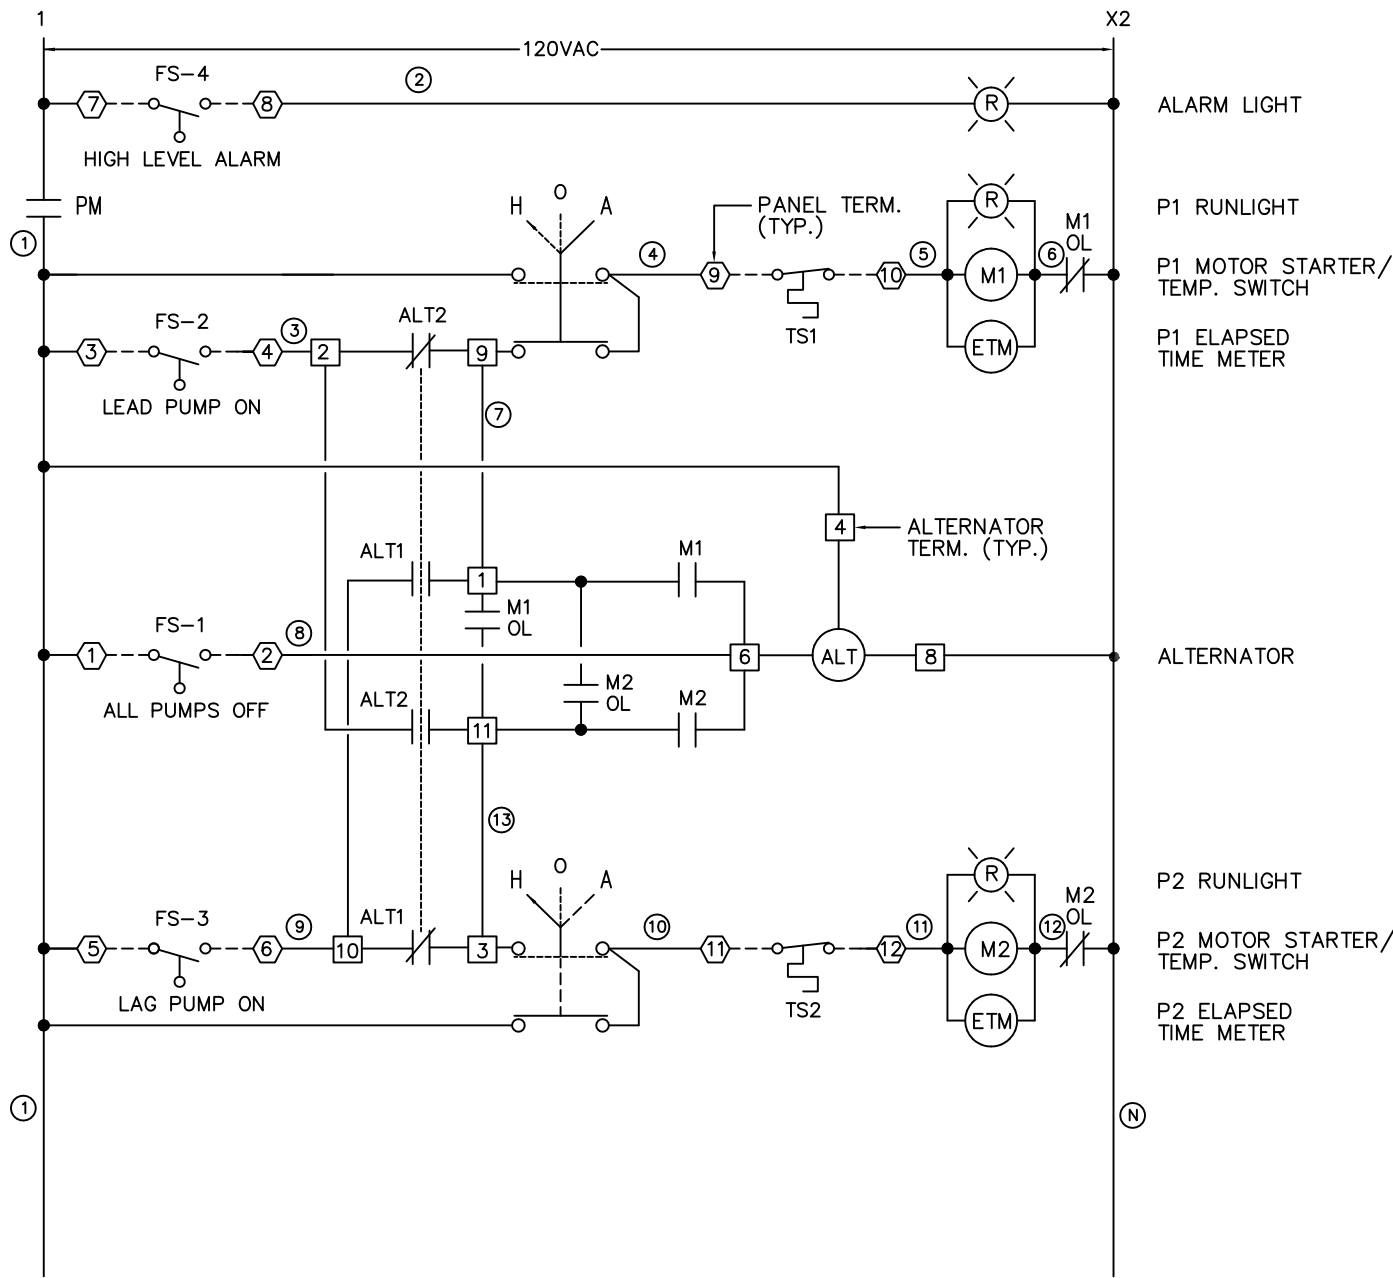 1
X2
120VAC
FS-4
2
7
8
R
ALARM LIGHT
HIGH LEVEL ALARM
PM
1
H
O
A
PANEL TERM.
(TYP.)
R
P1 RUNLIGHT
4
9
TS1
10
5
M1
6
M1
OL
P1 MOTOR STARTER/
TEMP. SWITCH
FS-2
3
3
4
2
ALT2
9
ETM
P1 ELAPSED
TIME METER
LEAD PUMP ON
7
4
ALTERNATOR
TERM. (TYP.)
ALT1
1
M1
M1
OL
FS-1
8
1
2
6
ALT
8
ALTERNATOR
ALL PUMPS OFF
ALT2
M2
OL
M2
11
13
H
O
A
R
P2 RUNLIGHT
FS-3
9
5
6
10
ALT1
3
10
11
TS2
12
11
M2
12
M2
OL
P2 MOTOR STARTER/
TEMP. SWITCH
LAG PUMP ON
ETM
P2 ELAPSED
TIME METER
1
N